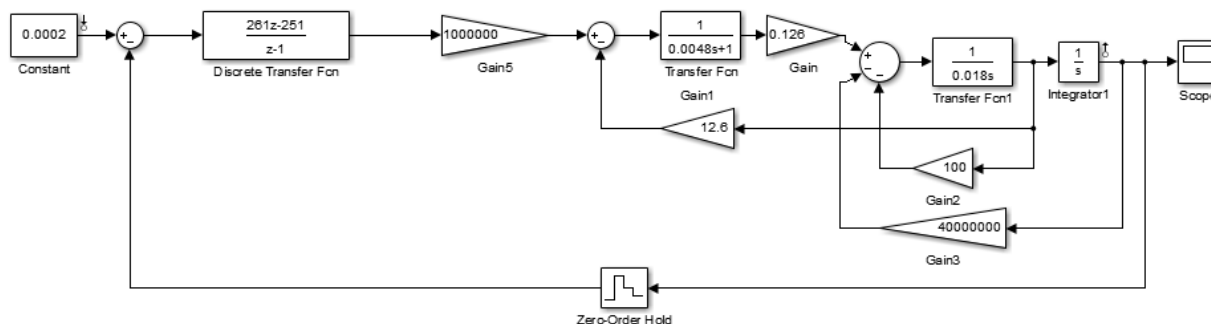 0.0002
Constant
+
−
261z-251
z-1
Discrete Transfer Fcn
1000000
Gain5
+
−
1
0.0048s+1
Transfer Fcn
0.126
Gain
+
−
−
1
0.018s
Transfer Fcn1
1
s
Integrator1
Scope
Gain1
12.6
100
Gain2
40000000
Gain3
Zero-Order Hold